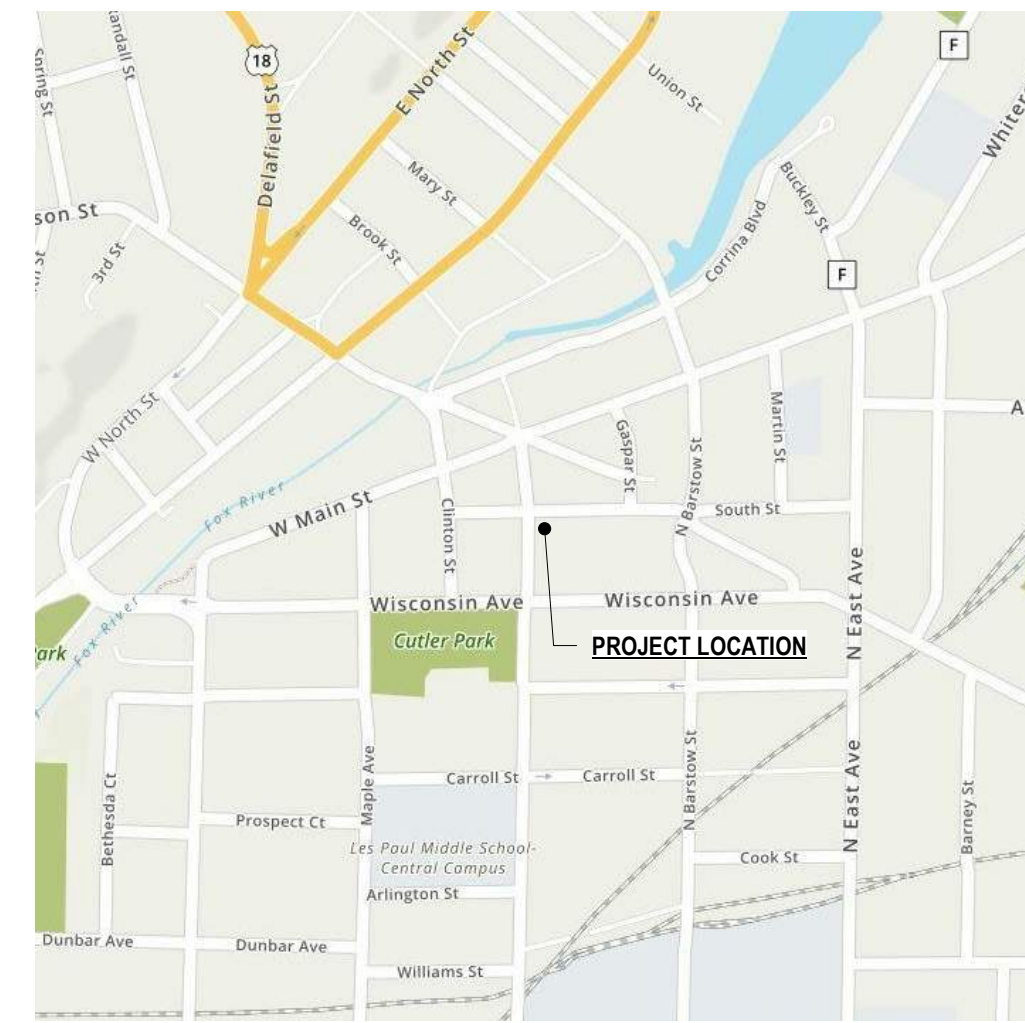 Randall St
Spring St
18
E North St
Union St
F
Whiter
Delafield St
Mary St
Buckley St
son St
3rd St
Brook St
Corrina Blvd
F
W North St
Martin St
A
Gaspar St
N Barstow St
Fox River
W Main St
Clinton St
South St
N East Ave
Wisconsin Ave
Wisconsin Ave
Cutler Park
PROJECT LOCATION
Park
Fox River
Maple Ave
N Barstow St
N East Ave
Carroll St
Carroll St
Bethesda Ct
Barney St
Prospect Ct
Les Paul Middle School-
Central Campus
Cook St
Arlington St
Dunbar Ave
Dunbar Ave
Williams St